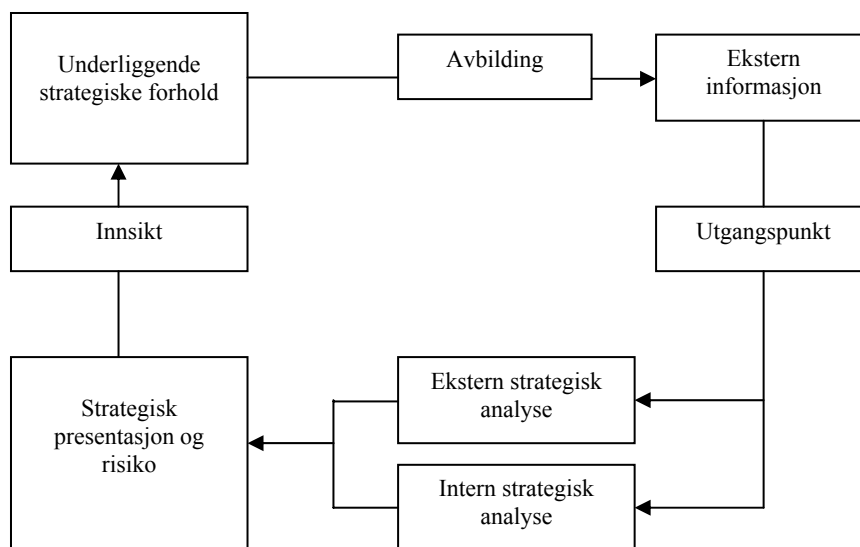 Underliggende
strategiske forhold
Avbilding
Ekstern
informasjon
Innsikt
Utgangspunkt
Strategisk
presentasjon og
risiko
Ekstern strategisk
analyse
Intern strategisk
analyse